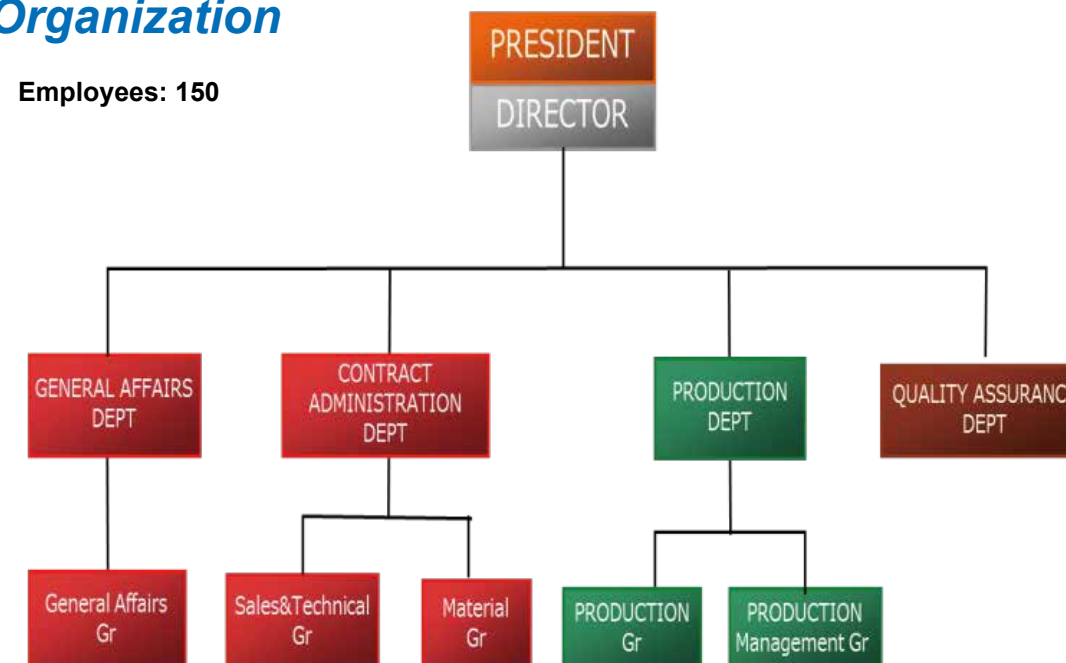 Organization
Employees: 150
PRESIDENT
DIRECTOR
GENERAL AFFAIRS
DEPT
CONTRACT
ADMINISTRATION
DEPT
PRODUCTION
DEPT
QUALITY ASSURANC
DEPT
General Affairs
Gr
Sales&Technical
Gr
Material
Gr
PRODUCTION
Gr
PRODUCTION
Management Gr